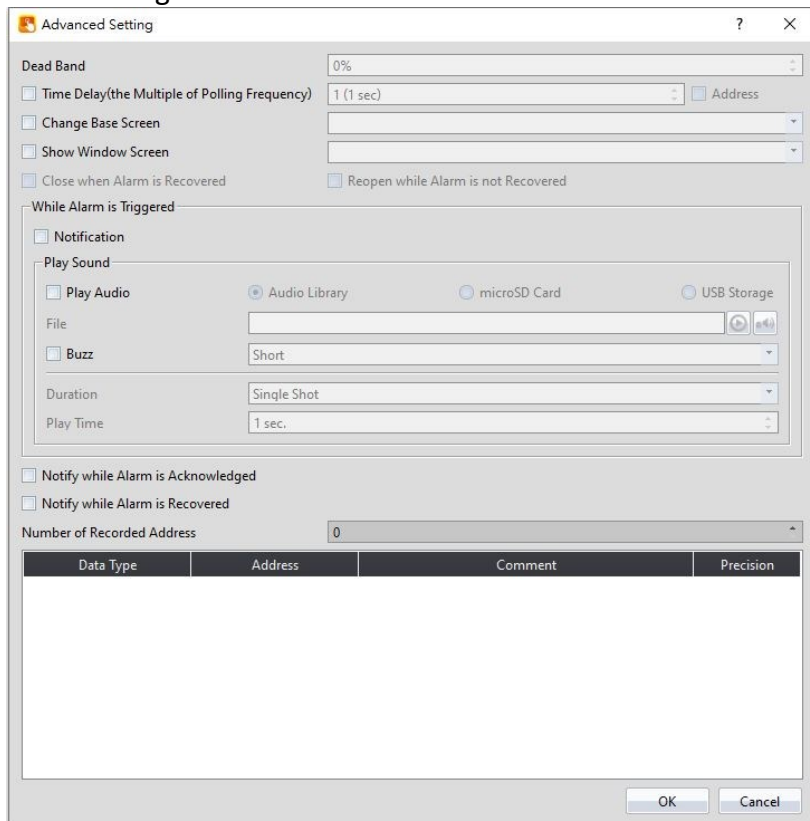 Advanced Setting ?
Dead Band 0%
Time Delay(the Multiple of Polling Frequency) 1 (1 sec) Address
Change Base Screen
Show Window Screen
Close when Alarm is Recovered Reopen while Alarm is not Recovered
While Alarm is Triggered
Notification
Play Sound
Play Audio Audio Library microSD Card USB Storage
File
Buzz Short
Duration Single Shot
Play Time 1 sec.
Notify while Alarm is Acknowledged
Notify while Alarm is Recovered
Number of Recorded Address 0
Data Type Address Comment Precision
OK Cancel